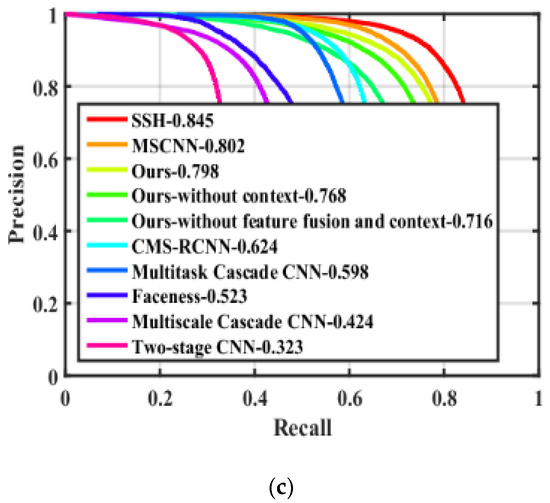 1
0.8
0.6
0.4
0.2
0
Precision
SSH-0.845
MSCNN-0.802
Ours-0.798
Ours-without context-0.768
Ours-without feature fusion and context-0.716
CMS-RCNN-0.624
Multitask Cascade CNN-0.598
Faceness-0.523
Multiscale Cascade CNN-0.424
Two-stage CNN-0.323
0 0.2 0.4 0.6 0.8 1
Recall
(c)